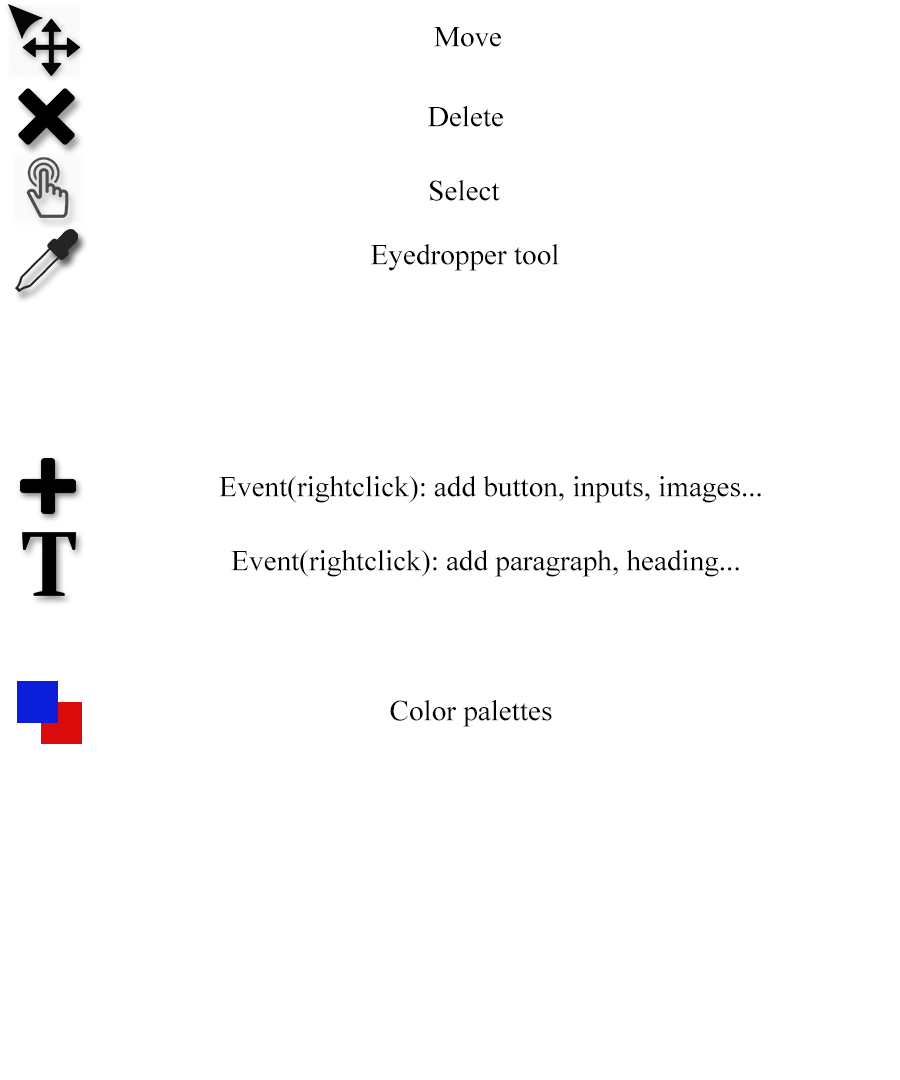 Move
Delete
Select
Eyedropper tool
Event(rightclick): add button, inputs, images...
T
Event(rightclick): add paragraph, heading...
Color palettes